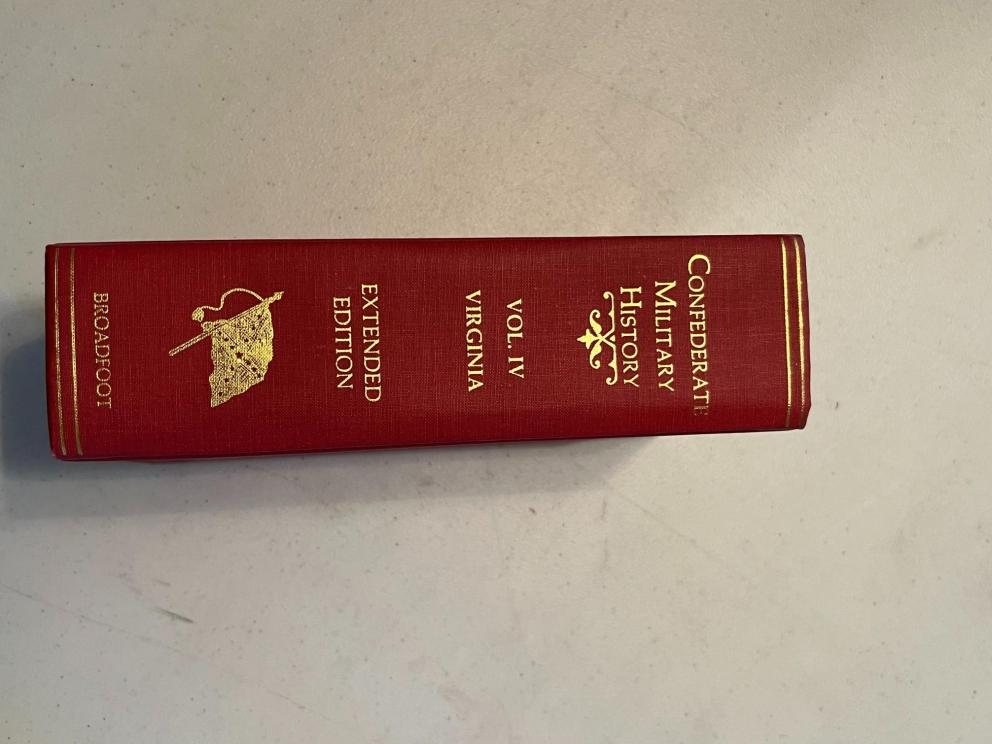 CONFEDERATE
MILITARY
HISTORY
VOL. IV
VIRGINIA
EXTENDED
EDITION
BROADFOOT